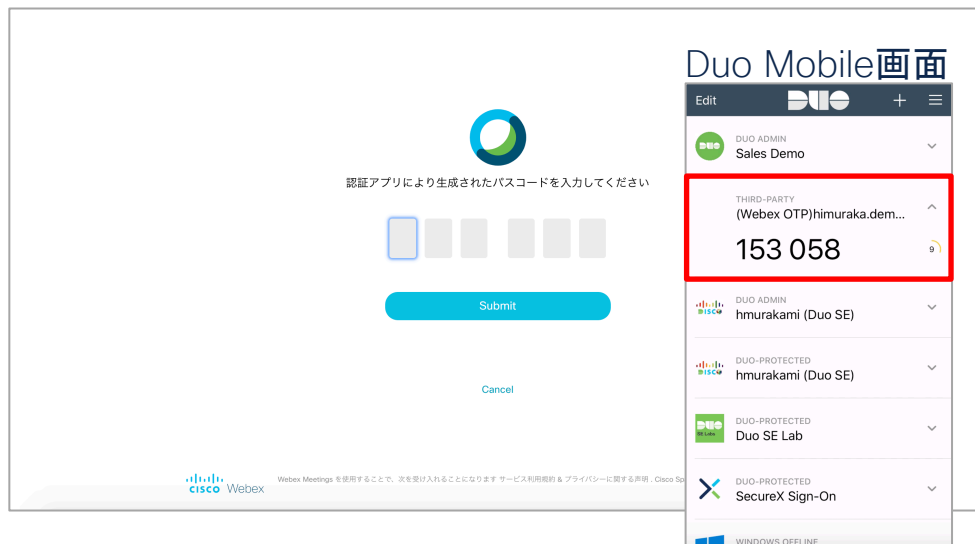 認証アプリにより生成されたパスコードを入力してください
Submit
Cancel
CISCO Webex
Webex Meetings を使用することで、次を受け入れることになります サービス利用規約 & プライバシーに関する声明 . Cisco Sp
Duo Mobile画面
Edit
DUO
DUO ADMIN
Sales Demo
THIRD-PARTY
(Webex OTP)himuraka.dem...
153 058
9
DUO ADMIN
hmurakami (Duo SE)
DUO-PROTECTED
hmurakami (Duo SE)
DUO-PROTECTED
Duo SE Lab
DUO-PROTECTED
SecureX Sign-On
WINDOWS OFFLINE